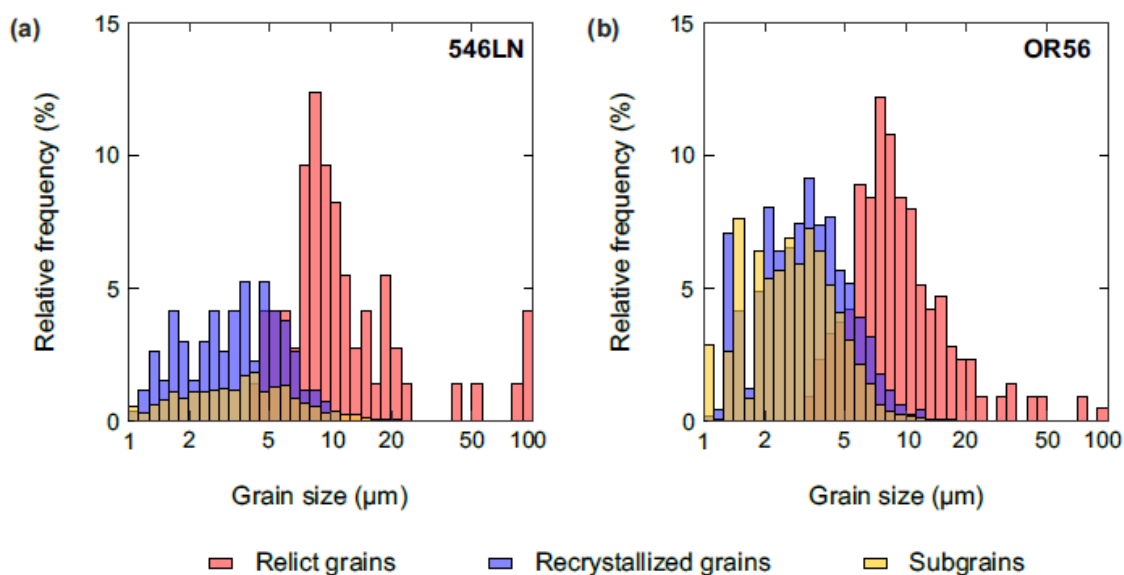 (a)
546LN
15
10
5
0
Relative frequency (%)
1 2 5 10 20 50 100
Grain size (µm)
(b)
OR56
15
10
5
0
Relative frequency (%)
1 2 5 10 20 50 100
Grain size (µm)
Relict grains Recrystallized grains Subgrains